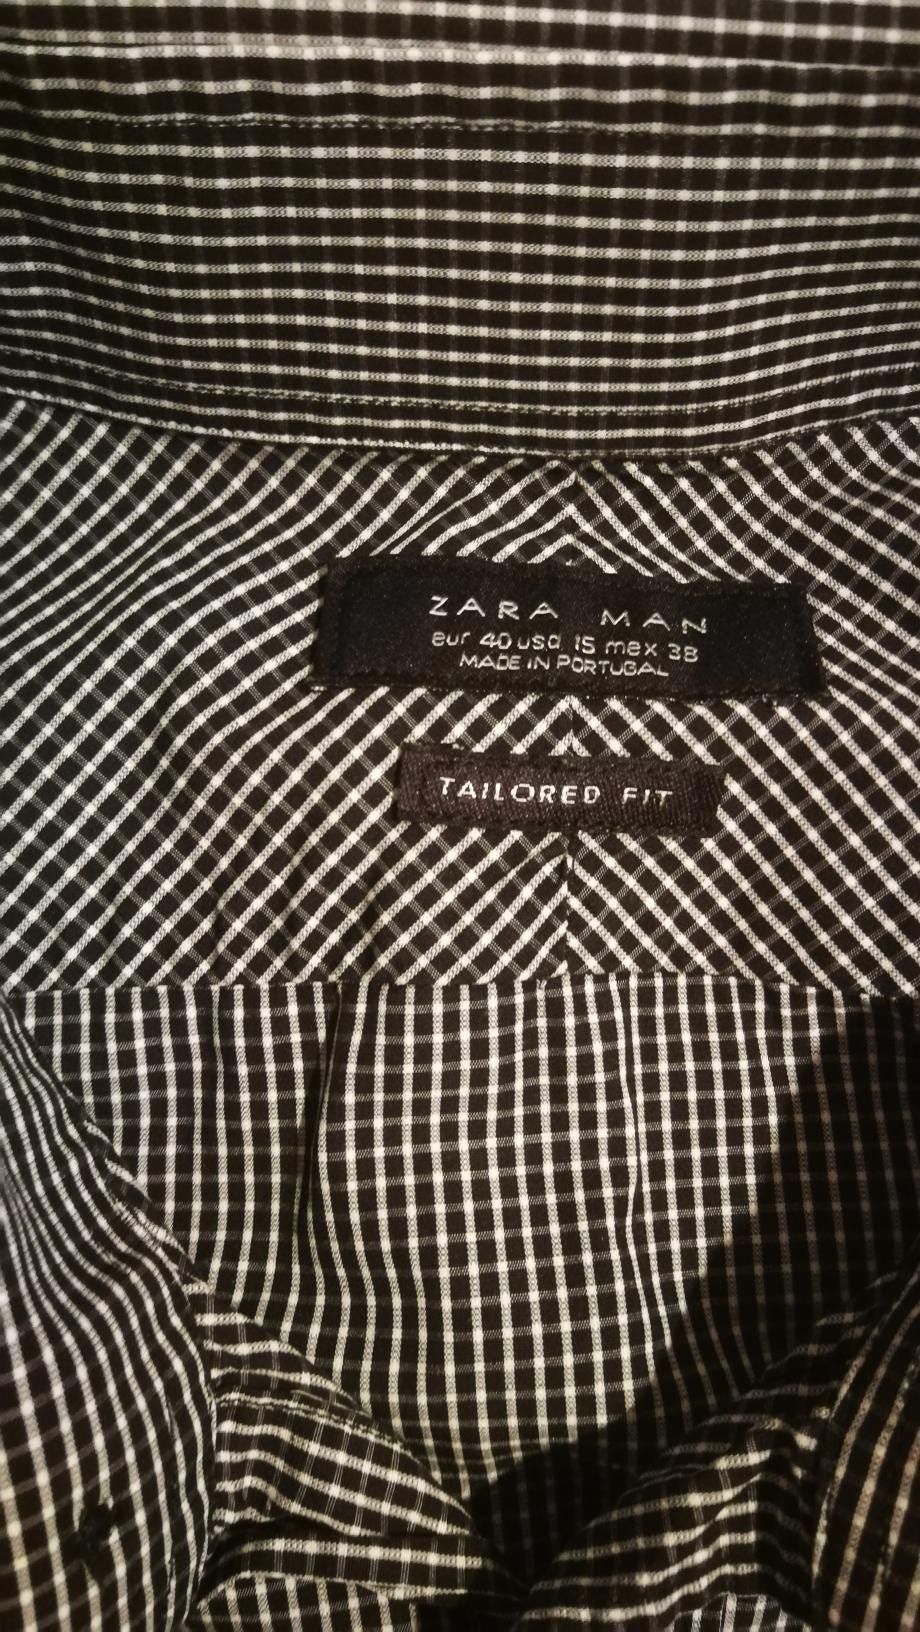 ZARA MAN
eur 40 usa 15 mex 38
MADE IN PORTUGAL
TAILORED FIT